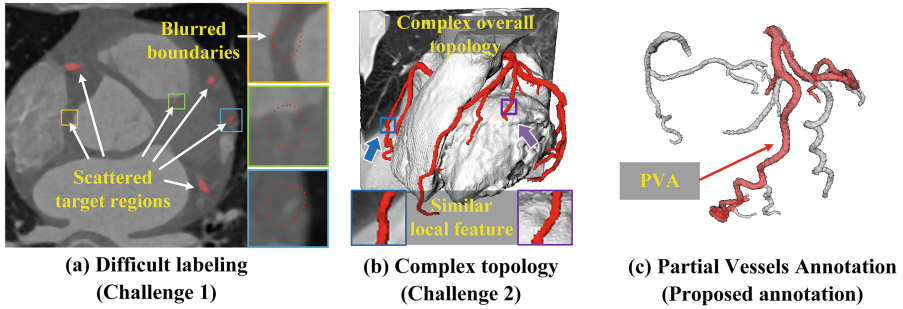 Blurred
boundaries
Scattered
target regions
(a) Difficult labeling
(Challenge 1)
Complex overall
topology
Similar
local feature
(b) Complex topology
(Challenge 2)
PVA
(c) Partial Vessels Annotation
(Proposed annotation)